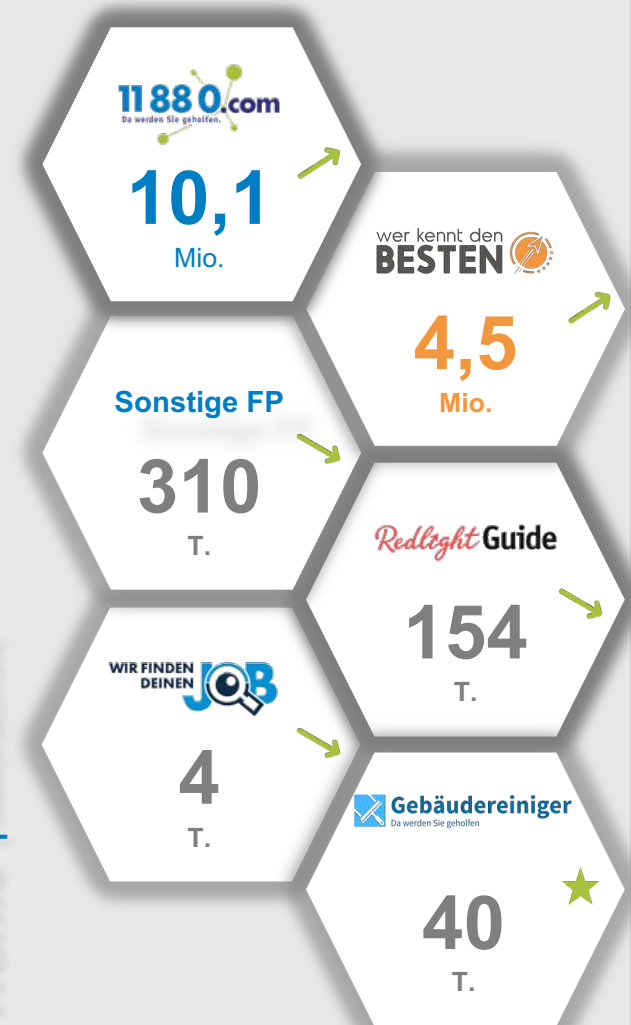 11880.com
Da werden Sie geholfen.
10,1
Mio.
wer kennt den
BESTEN
4,5
Mio.
Sonstige FP
310
T.
Redlight Guide
154
T.
WIR FINDEN
DEINEN JOB
4
T.
Gebäudereiniger
Da werden Sie geholfen
40
T.